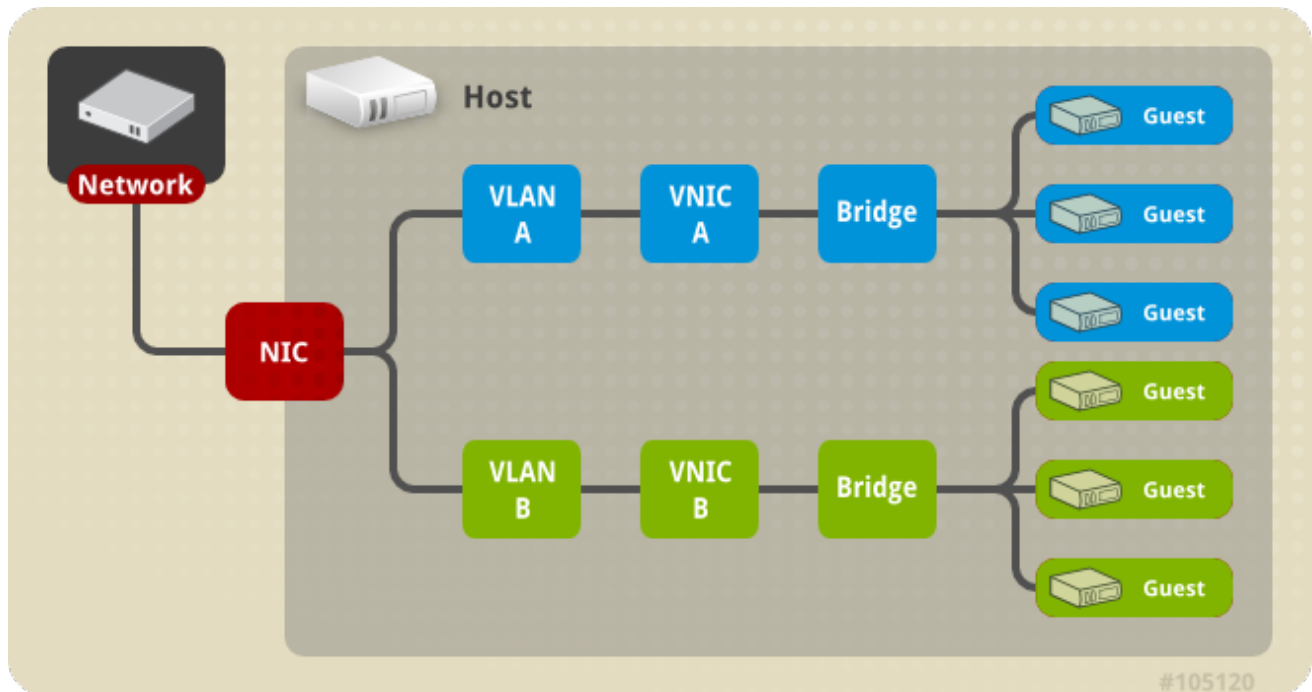 Network
Host
NIC
VLAN
A
VNIC
A
Bridge
Guest
Guest
Guest
VLAN
B
VNIC
B
Bridge
Guest
Guest
Guest
#105120